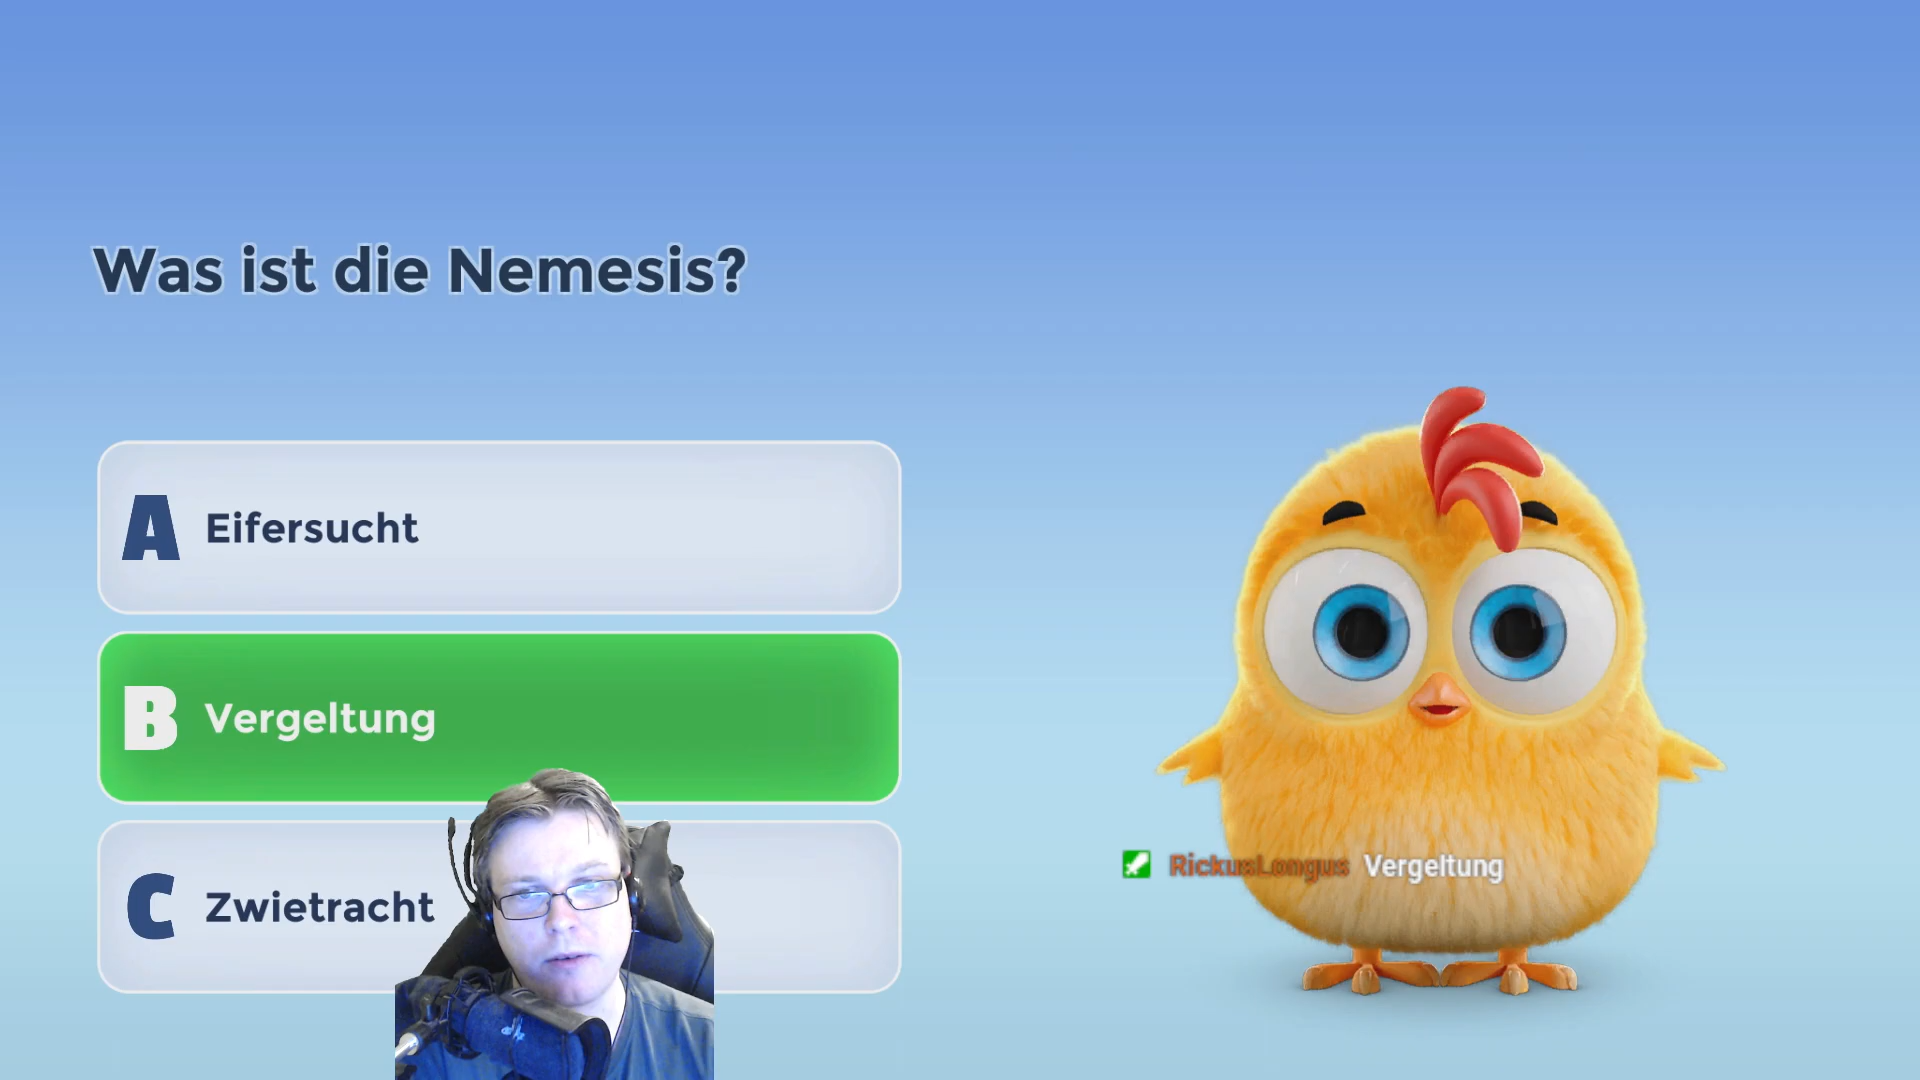 Was ist die Nemesis?
A Eifersucht
B Vergeltung
C Zwietracht
RickusLongus Vergeltung